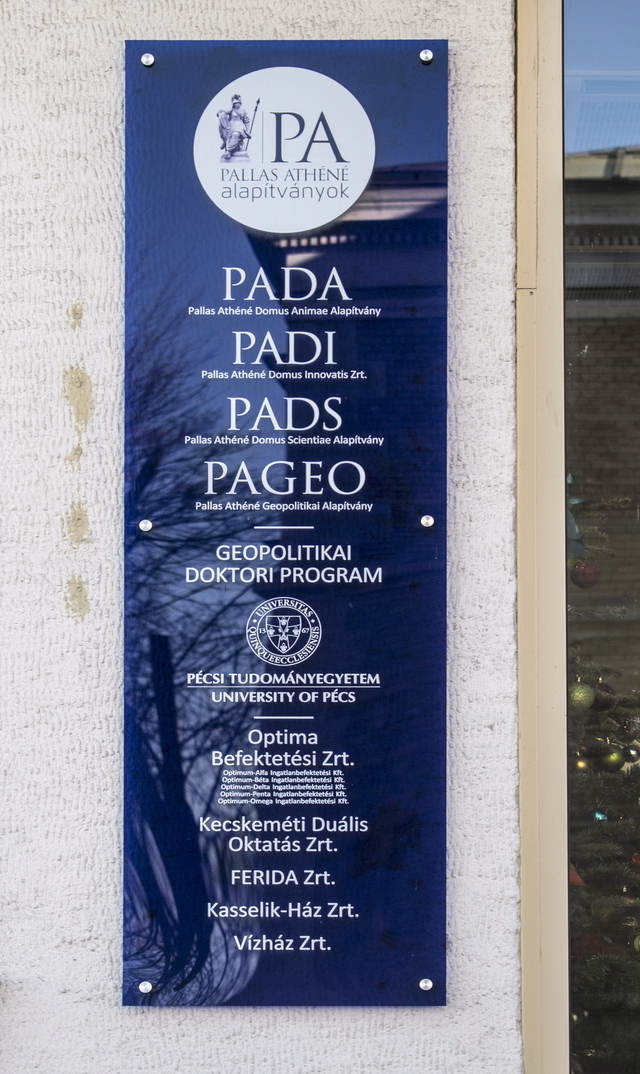 PA
PALLAS ATHÉNÉ
alapítványok
PADA
Pallas Athéné Domus Animae Alapítvány
PADI
Pallas Athéné Domus Innovatis Zrt.
PADS
Pallas Athéné Domus Scientiae Alapítvány
PAGEO
Pallas Athéné Geopolitikai Alapítvány
GEOPOLITIKAI
DOKTORI PROGRAM
UNIVERSITAS
QUINQUEECCLESIENSIS
1367
PÉCSI TUDOMÁNYEGYETEM
UNIVERSITY OF PÉCS
Optima
Befektetési Zrt.
Optimum-Alfa Ingatlanbefektetési Kft.
Optimum-Béta Ingatlanbefektetési Kft.
Optimum-Delta Ingatlanbefektetési Kft.
Optimum-Penta Ingatlanbefektetési Kft.
Optimum-Omega Ingatlanbefektetési Kft.
Kecskeméti Duális
Oktatás Zrt.
FERIDA Zrt.
Kasselik-Ház Zrt.
Vízház Zrt.